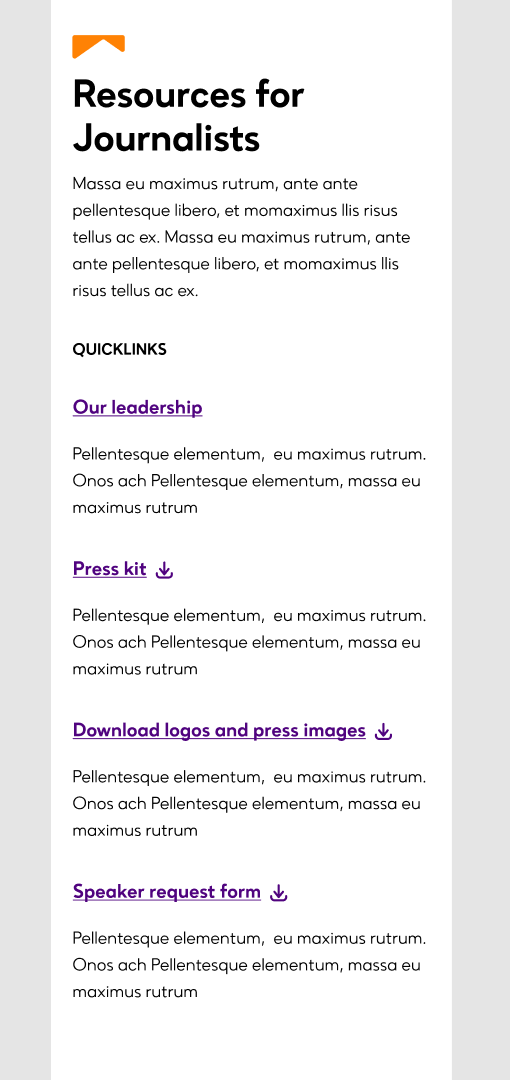 Resources for
Journalists
Massa eu maximus rutrum, ante ante
pellentesque libero, et momaximus llis risus
tellus ac ex. Massa eu maximus rutrum, ante
ante pellentesque libero, et momaximus llis
risus tellus ac ex.
QUICKLINKS
Our leadership
Pellentesque elementum,  eu maximus rutrum.
Onos ach Pellentesque elementum, massa eu
maximus rutrum
Press kit
Pellentesque elementum,  eu maximus rutrum.
Onos ach Pellentesque elementum, massa eu
maximus rutrum
Download logos and press images
Pellentesque elementum,  eu maximus rutrum.
Onos ach Pellentesque elementum, massa eu
maximus rutrum
Speaker request form
Pellentesque elementum,  eu maximus rutrum.
Onos ach Pellentesque elementum, massa eu
maximus rutrum